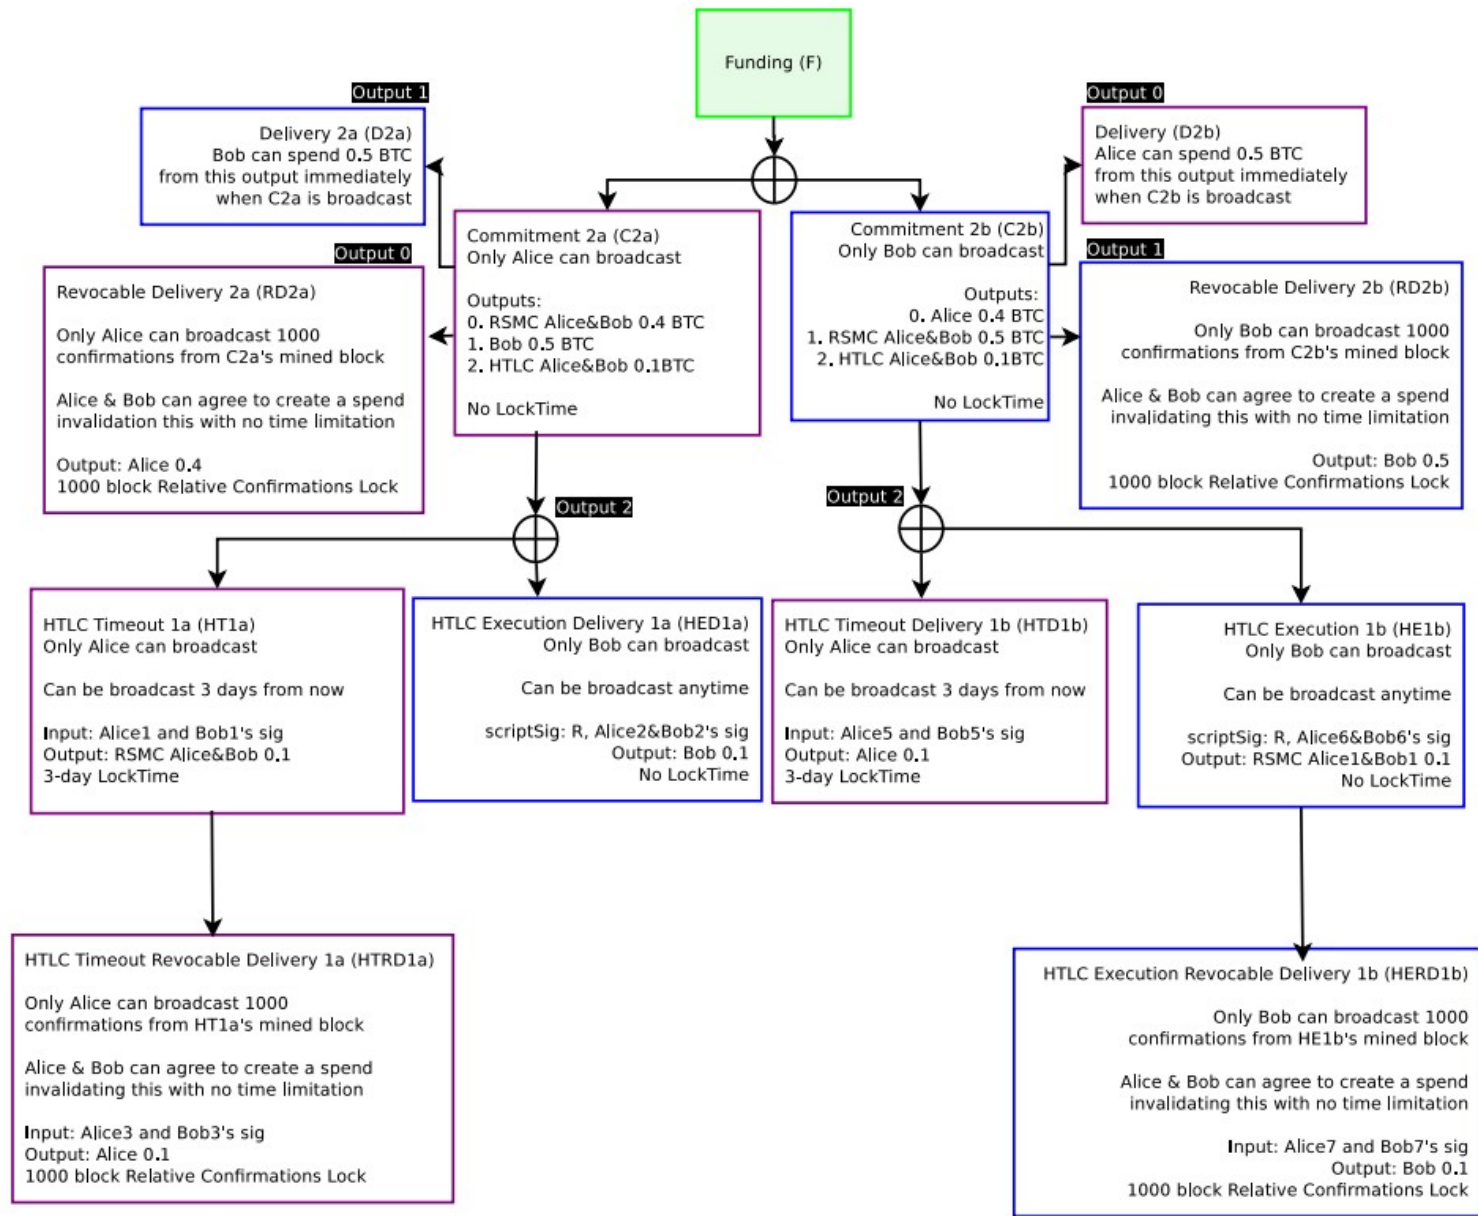 Funding (F)
Output 1
Delivery 2a (D2a)
Bob can spend 0.5 BTC
from this output immediately
when C2a is broadcast
Output 0
Delivery (D2b)
Alice can spend 0.5 BTC
from this output immediately
when C2b is broadcast
Output 0
Revocable Delivery 2a (RD2a)
Only Alice can broadcast 1000
confirmations from C2a's mined block
Alice & Bob can agree to create a spend
invalidation this with no time limitation
Output: Alice 0.4
1000 block Relative Confirmations Lock
Commitment 2a (C2a)
Only Alice can broadcast
Outputs:
0. RSMC Alice&Bob 0.4 BTC
1. Bob 0.5 BTC
2. HTLC Alice&Bob 0.1BTC
No LockTime
Commitment 2b (C2b)
Only Bob can broadcast
Outputs:
0. Alice 0.4 BTC
1. RSMC Alice&Bob 0.5 BTC
2. HTLC Alice&Bob 0.1BTC
No LockTime
Output 1
Revocable Delivery 2b (RD2b)
Only Bob can broadcast 1000
confirmations from C2b's mined block
Alice & Bob can agree to create a spend
invalidating this with no time limitation
Output: Bob 0.5
1000 block Relative Confirmations Lock
Output 2
Output 2
HTLC Timeout 1a (HT1a)
Only Alice can broadcast
Can be broadcast 3 days from now
Input: Alice1 and Bob1's sig
Output: RSMC Alice&Bob 0.1
3-day LockTime
HTLC Execution Delivery 1a (HED1a)
Only Bob can broadcast
Can be broadcast anytime
scriptSig: R, Alice2&Bob2's sig
Output: Bob 0.1
No LockTime
HTLC Timeout Delivery 1b (HTD1b)
Only Alice can broadcast
Can be broadcast 3 days from now
Input: Alice5 and Bob5's sig
Output: Alice 0.1
3-day LockTime
HTLC Execution 1b (HE1b)
Only Bob can broadcast
Can be broadcast anytime
scriptSig: R, Alice6&Bob6's sig
Output: RSMC Alice1&Bob1 0.1
No LockTime
HTLC Timeout Revocable Delivery 1a (HTRD1a)
Only Alice can broadcast 1000
confirmations from HT1a's mined block
Alice & Bob can agree to create a spend
invalidating this with no time limitation
Input: Alice3 and Bob3's sig
Output: Alice 0.1
1000 block Relative Confirmations Lock
HTLC Execution Revocable Delivery 1b (HERD1b)
Only Bob can broadcast 1000
confirmations from HE1b's mined block
Alice & Bob can agree to create a spend
invalidating this with no time limitation
Input: Alice7 and Bob7's sig
Output: Bob 0.1
1000 block Relative Confirmations Lock